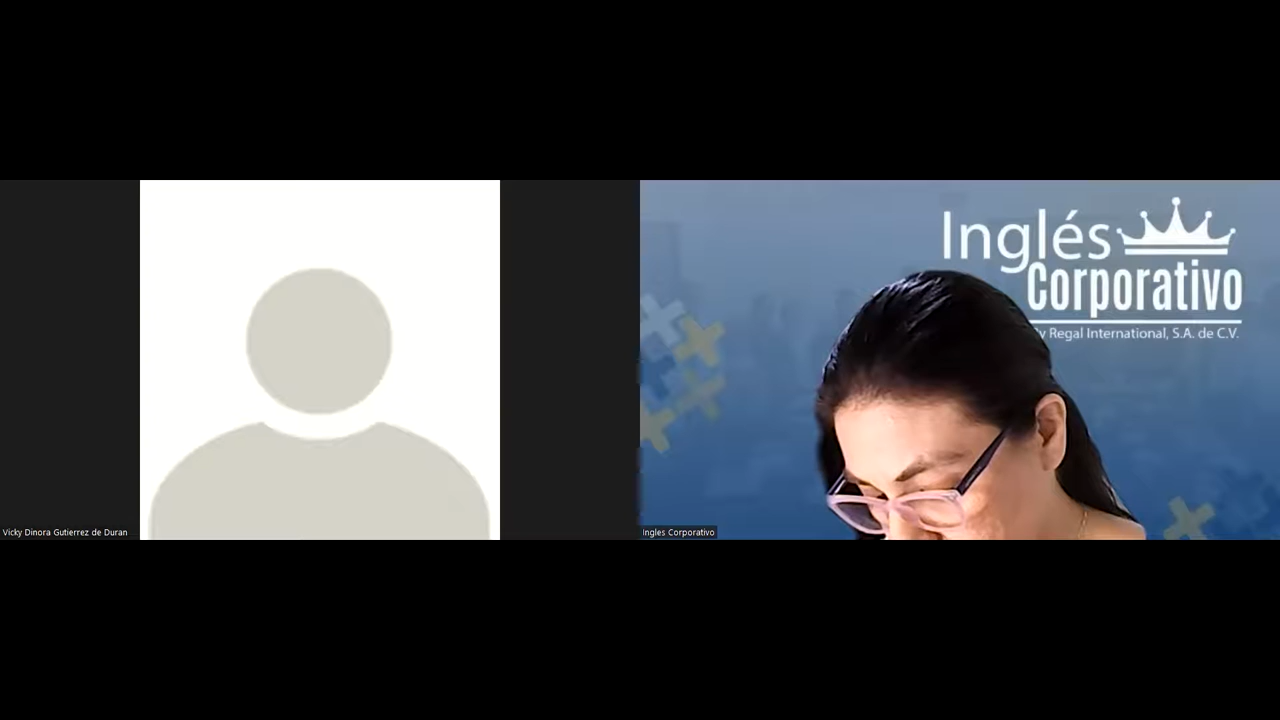 Inglés
Corporativo
y Regal International, S.A. de C.V.
Vicky Dinora Gutierrez de Duran
Ingles Corporativo